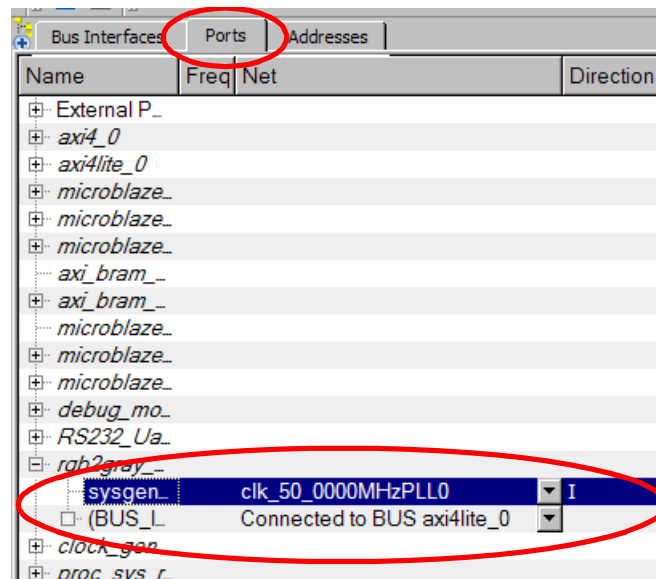 Bus Interfaces Ports Addresses
Name Freq Net Direction
External P...
axi4_0
axi4lite_0
microblaze...
microblaze...
microblaze...
axi_bram_...
axi_bram_...
microblaze...
microblaze...
microblaze...
debug_mo...
RS232_Ua...
rgb2gray_...
sysgen... clk_50_0000MHzPLL0 I
(BUS_I... Connected to BUS axi4lite_0
clock_gen...
proc_sys_r...